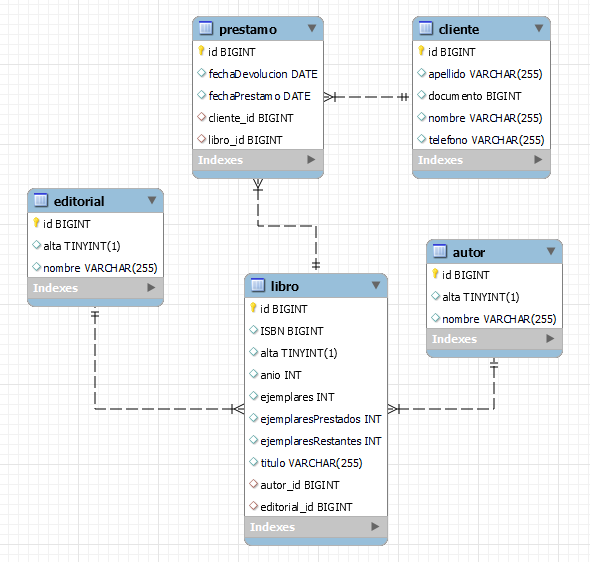 prestamo
id BIGINT
fechaDevolucion DATE
fechaPrestamo DATE
cliente_id BIGINT
libro_id BIGINT
Indexes
cliente
id BIGINT
apellido VARCHAR(255)
documento BIGINT
nombre VARCHAR(255)
telefono VARCHAR(255)
Indexes
editorial
id BIGINT
alta TINYINT(1)
nombre VARCHAR(255)
Indexes
autor
id BIGINT
alta TINYINT(1)
nombre VARCHAR(255)
Indexes
libro
id BIGINT
ISBN BIGINT
alta TINYINT(1)
anio INT
ejemplares INT
ejemplaresPrestados INT
ejemplaresRestantes INT
titulo VARCHAR(255)
autor_id BIGINT
editorial_id BIGINT
Indexes